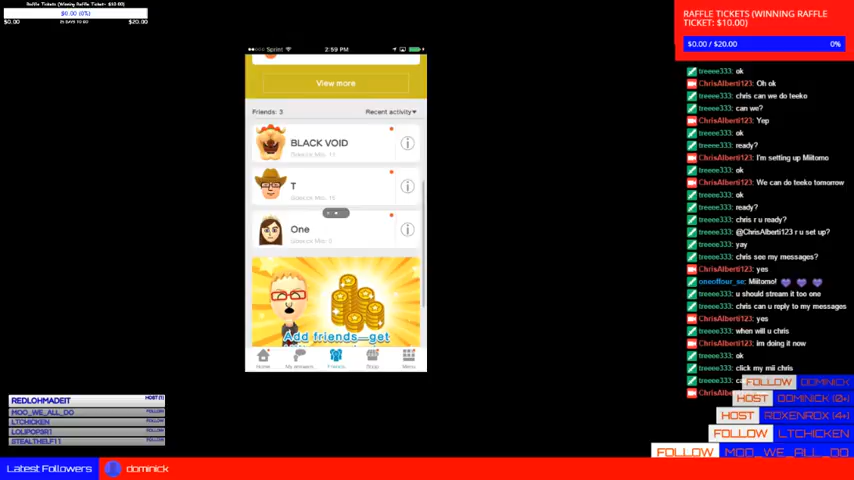 Raffle Tickets (Winning Raffle Ticket- $10.00)
$0.00 (0%)
$0.00
$20.00
Sprint
2:59 PM
View more
Friends: 3
Recent activity
BLACK VOID
T
One
Add friends—get
Home
My answers
Friends
Shop
Menu
RAFFLE TICKETS (WINNING RAFFLE
TICKET: $10.00)
$0.00 / $20.00
0%
treeee333: ok
ChrisAlberti123: Oh ok
treeee333: chris can we do teeko
treeee333: can we?
ChrisAlberti123: Yep
treeee333: ok
treeee333: ready?
ChrisAlberti123: I'm setting up Miitomo
treeee333: ok
ChrisAlberti123: We can do teeko tomorrow
treeee333: ok
treeee333: ready?
treeee333: chris r u ready?
treeee333: @ChrisAlberti123 r u set up?
treeee333: yay
treeee333: chris see my messages?
ChrisAlberti123: yes
Miitomo!
treeee333: u should stream it too one
treeee333: chris can u reply to my messages
ChrisAlberti123: yes
treeee333: when will u chris
ChrisAlberti123: im doing it now
treeee333: ok
treeee333: click my mii chris
treeee333:
FOLLOW DOMINICK
HOST DOMINICK (0+)
HOST ROXENROX (4+)
FOLLOW LTCHICKEN
FOLLOW MOO_WE_ALL_DO
REDLOHMADEIT HOST (1)
MOO_WE_ALL_DO FOLLOW
LTCHICKEN FOLLOW
LOLIPOP3R1 FOLLOW
STEALTHELF11 FOLLOW
Latest Followers
dominick